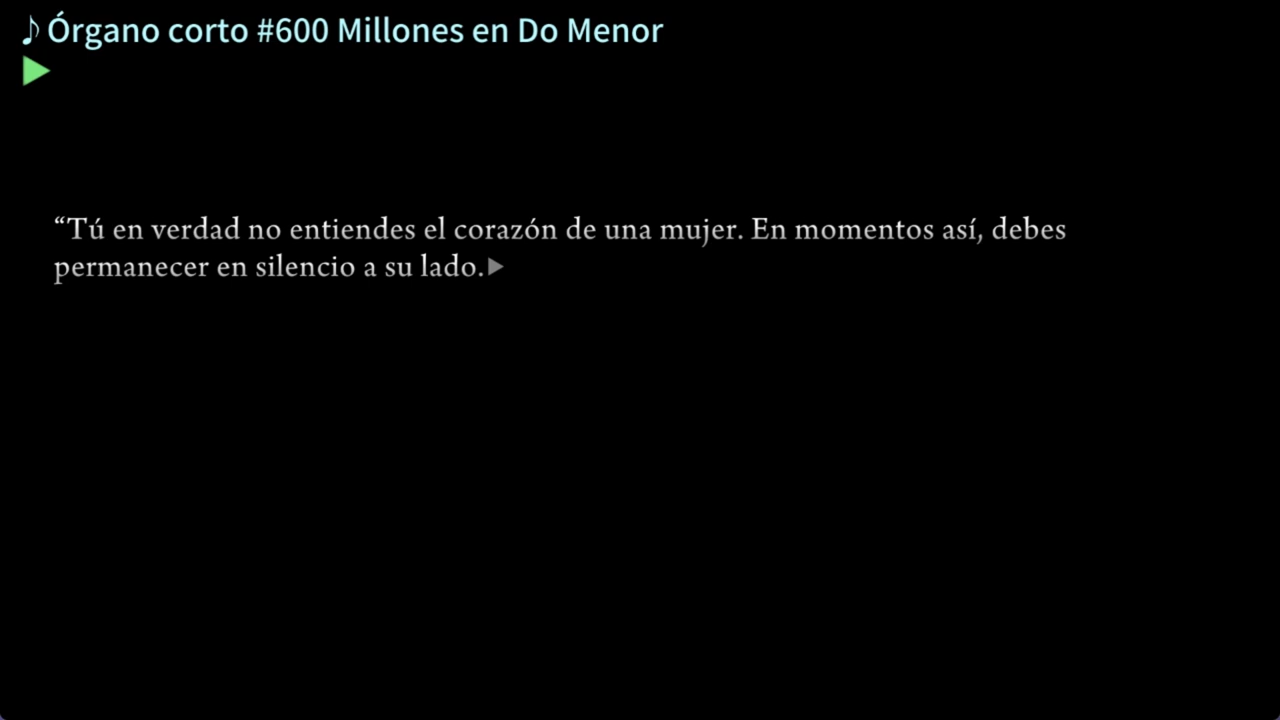 ♪ Órgano corto #600 Millones en Do Menor
“Tú en verdad no entiendes el corazón de una mujer. En momentos así, debes
permanecer en silencio a su lado.